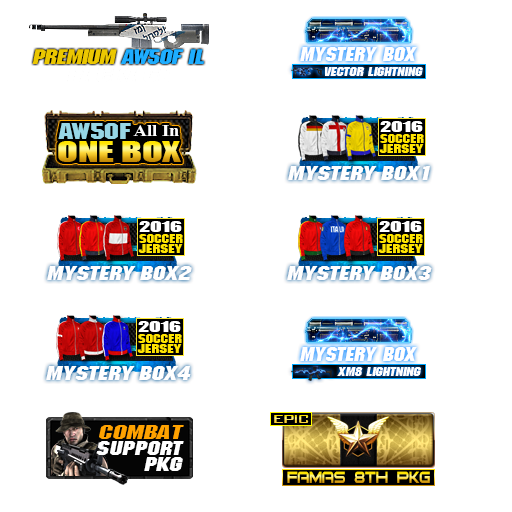 PREMIUM AW50F IL
MYSTERY BOX
VECTOR LIGHTNING
AW50F All In
ONE BOX
2016
SOCCER
JERSEY
MYSTERY BOX1
2016
SOCCER
JERSEY
MYSTERY BOX2
2016
SOCCER
JERSEY
MYSTERY BOX3
2016
SOCCER
JERSEY
MYSTERY BOX4
MYSTERY BOX
XM8 LIGHTNING
COMBAT
SUPPORT
PKG
EPIC
FAMAS 8TH PKG